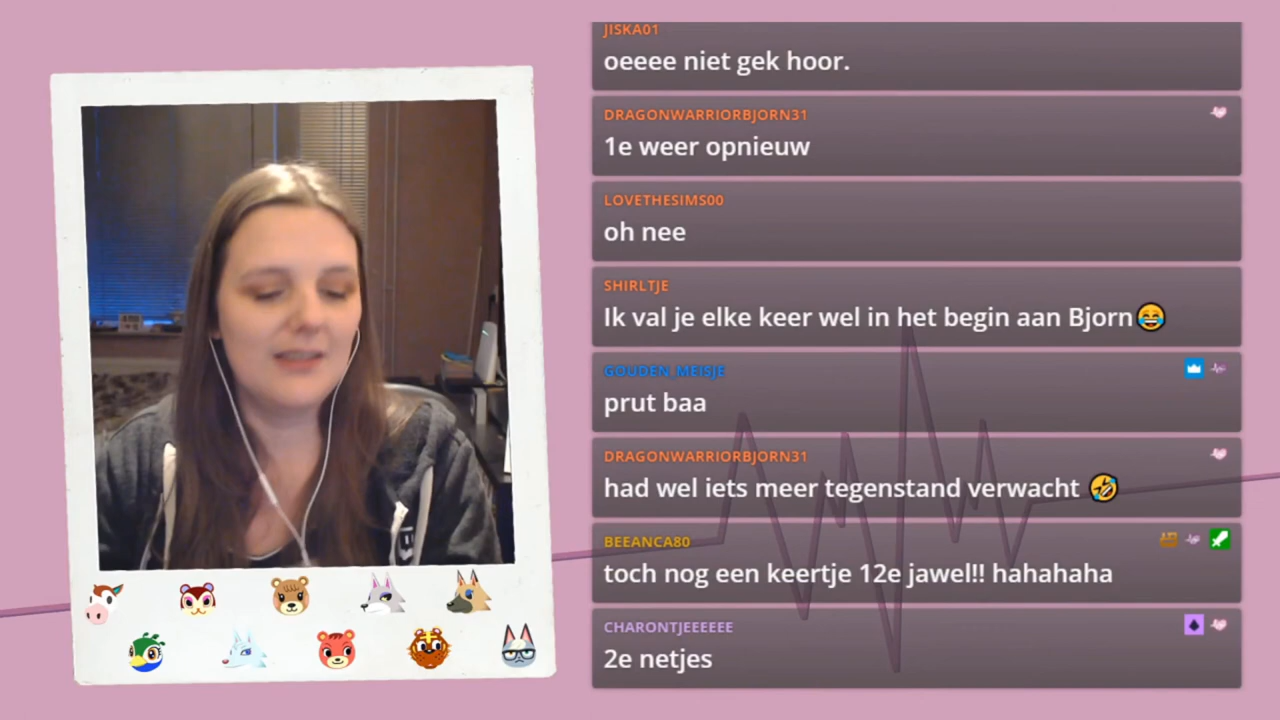 JISKA01
oeeee niet gek hoor.
DRAGONWARRIORBJORN31
1e weer opnieuw
LOVETHESIMS00
oh nee
SHIRLTJE
Ik val je elke keer wel in het begin aan Bjorn😂
GOUDEN_MEISJE
prut baa
DRAGONWARRIORBJORN31
had wel iets meer tegenstand verwacht 🤣
BEEANCA80
toch nog een keertje 12e jawel!! hahahaha
CHARONTJEEEEEE
2e netjes